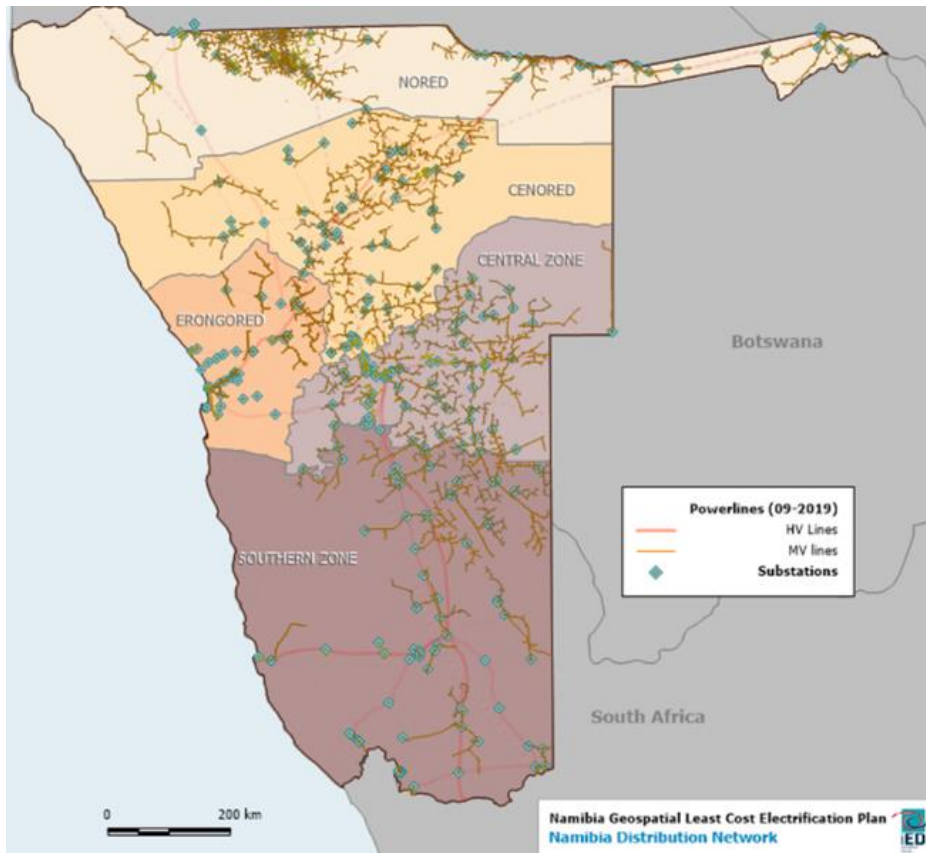 NORED
CENORED
CENTRAL ZONE
ERONGORED
Botswana
Powerlines (09-2019)
HV Lines
MV lines
Substations
SOUTHERN ZONE
South Africa
0 200 km
Namibia Geospatial Least Cost Electrification Plan
Namibia Distribution Network
IED